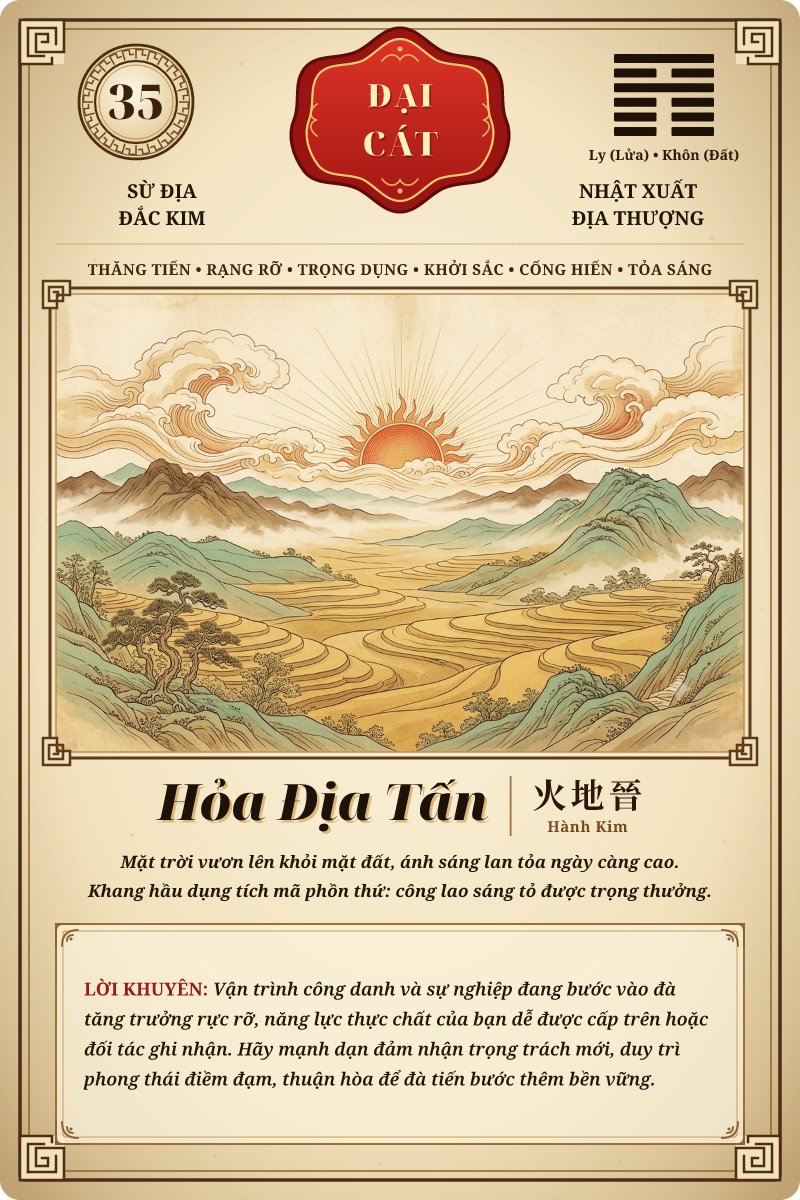 35
ĐẠI
CÁT
Ly (Lửa) • Khôn (Đất)
SỪ ĐỊA
ĐẮC KIM
NHẬT XUẤT
ĐỊA THƯỢNG
THĂNG TIẾN • RẠNG RỠ • TRỌNG DỤNG • KHỞI SẮC • CỐNG HIẾN • TỎA SÁNG
Hỏa Địa Tấn
火地晉
Hành Kim
Mặt trời vươn lên khỏi mặt đất, ánh sáng lan tỏa ngày càng cao.
Khang hầu dụng tích mã phồn thứ: công lao sáng tỏ được trọng thưởng.
LỜI KHUYÊN: Vận trình công danh và sự nghiệp đang bước vào đà
tăng trưởng rực rỡ, năng lực thực chất của bạn dễ được cấp trên hoặc
đối tác ghi nhận. Hãy mạnh dạn đảm nhận trọng trách mới, duy trì
phong thái điềm đạm, thuận hòa để đà tiến bước thêm bền vững.